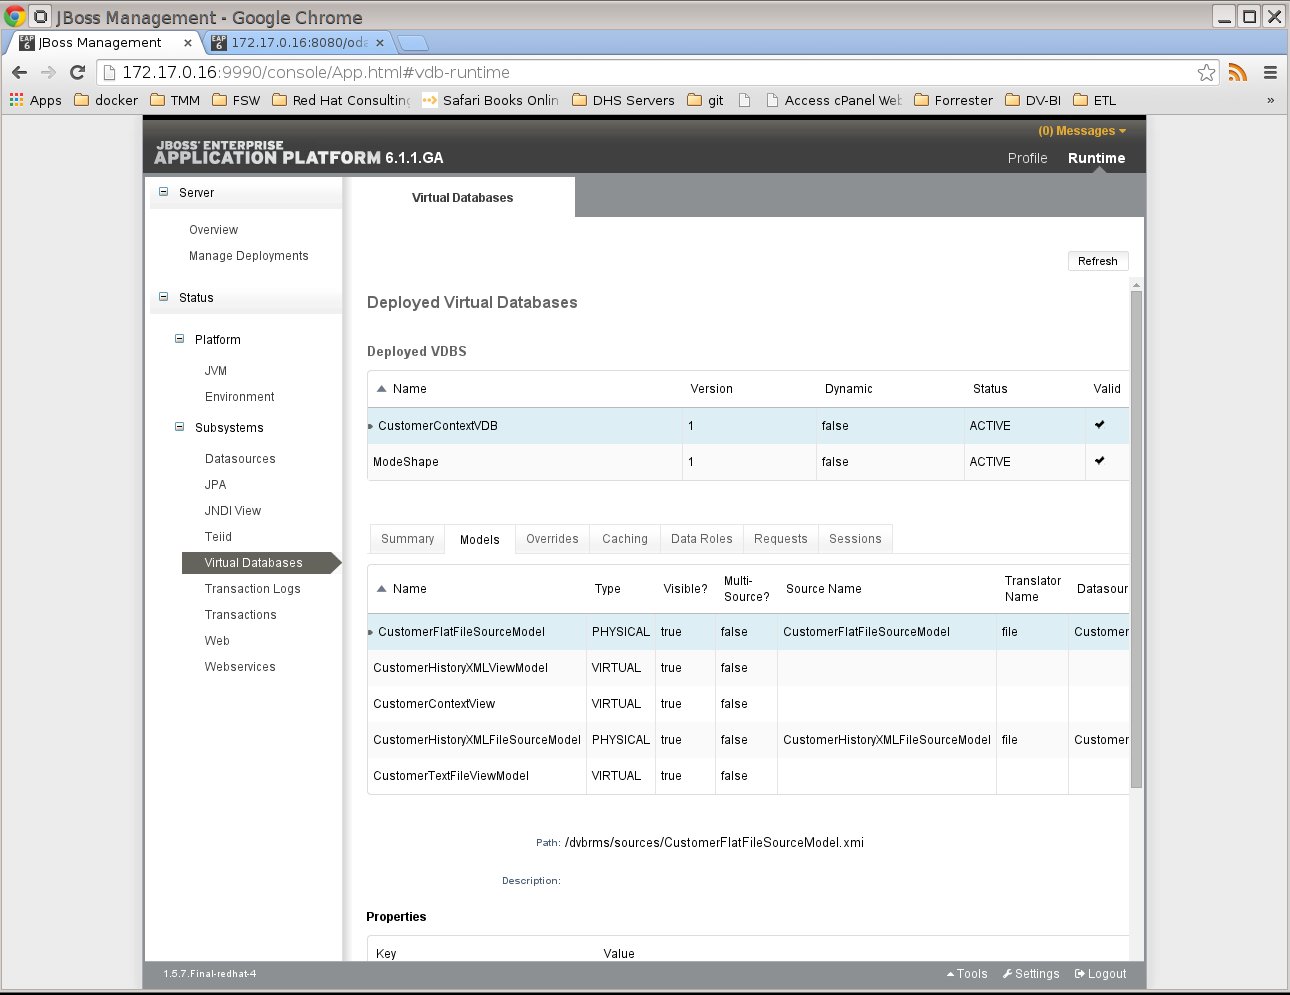 JBoss Management - Google Chrome
EAP 6 JBoss Management × EAP 6 172.17.0.16:8080/oda ×
172.17.0.16:9990/console/App.html#vdb-runtime
Apps docker TMM FSW Red Hat Consulting Safari Books Onlin DHS Servers git Access cPanel Web Forrester DV-BI ETL »
(0) Messages
JBOSS® ENTERPRISE
APPLICATION PLATFORM 6.1.1.GA
Profile Runtime
Server
Overview
Manage Deployments
Status
Platform
JVM
Environment
Subsystems
Datasources
JPA
JNDI View
Teiid
Virtual Databases
Transaction Logs
Transactions
Web
Webservices
Virtual Databases
Refresh
Deployed Virtual Databases
Deployed VDBS
Name Version Dynamic Status Valid
CustomerContextVDB 1 false ACTIVE ✔
ModeShape 1 false ACTIVE ✔
Summary Models Overrides Caching Data Roles Requests Sessions
Name Type Visible? Multi-Source? Source Name Translator Name Datasour
CustomerFlatFileSourceModel PHYSICAL true false CustomerFlatFileSourceModel file Customer
CustomerHistoryXMLViewModel VIRTUAL true false
CustomerContextView VIRTUAL true false
CustomerHistoryXMLFileSourceModel PHYSICAL true false CustomerHistoryXMLFileSourceModel file Customer
CustomerTextFileViewModel VIRTUAL true false
Path: /dvbrms/sources/CustomerFlatFileSourceModel.xmi
Description:
Properties
Key Value
1.5.7.Final-redhat-4
Tools Settings Logout